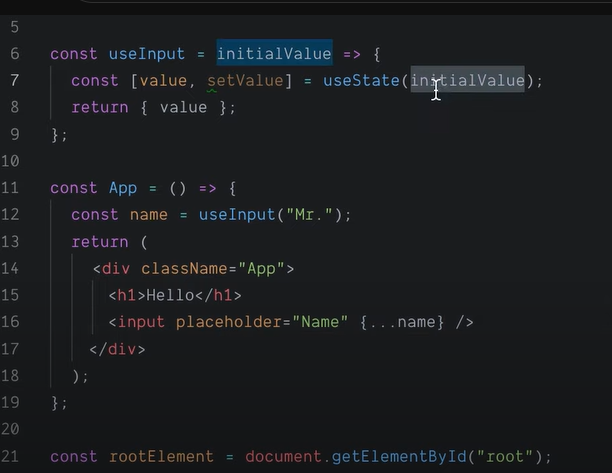 5
6 const useInput = initialValue => {
7 const [value, setValue] = useState(initialValue);
8 return { value };
9 };
10
11 const App = () => {
12 const name = useInput("Mr.");
13 return (
14 <div className="App">
15 <h1>Hello</h1>
16 <input placeholder="Name" {...name} />
17 </div>
18 );
19 };
20
21 const rootElement = document.getElementById("root");